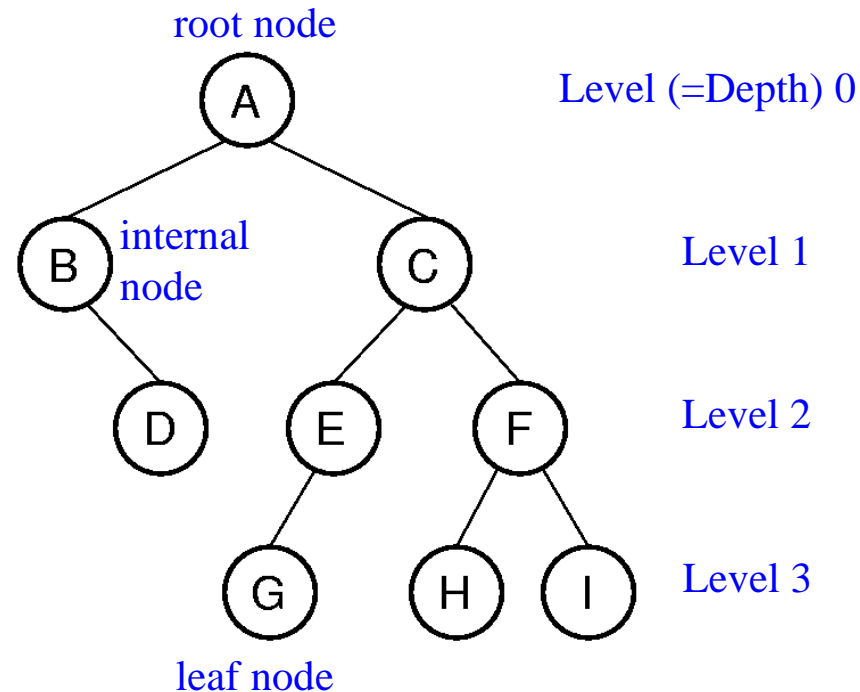 root node
A
Level (=Depth) 0
B
internal
node
C
Level 1
D
E
F
Level 2
G
H
I
Level 3
leaf node